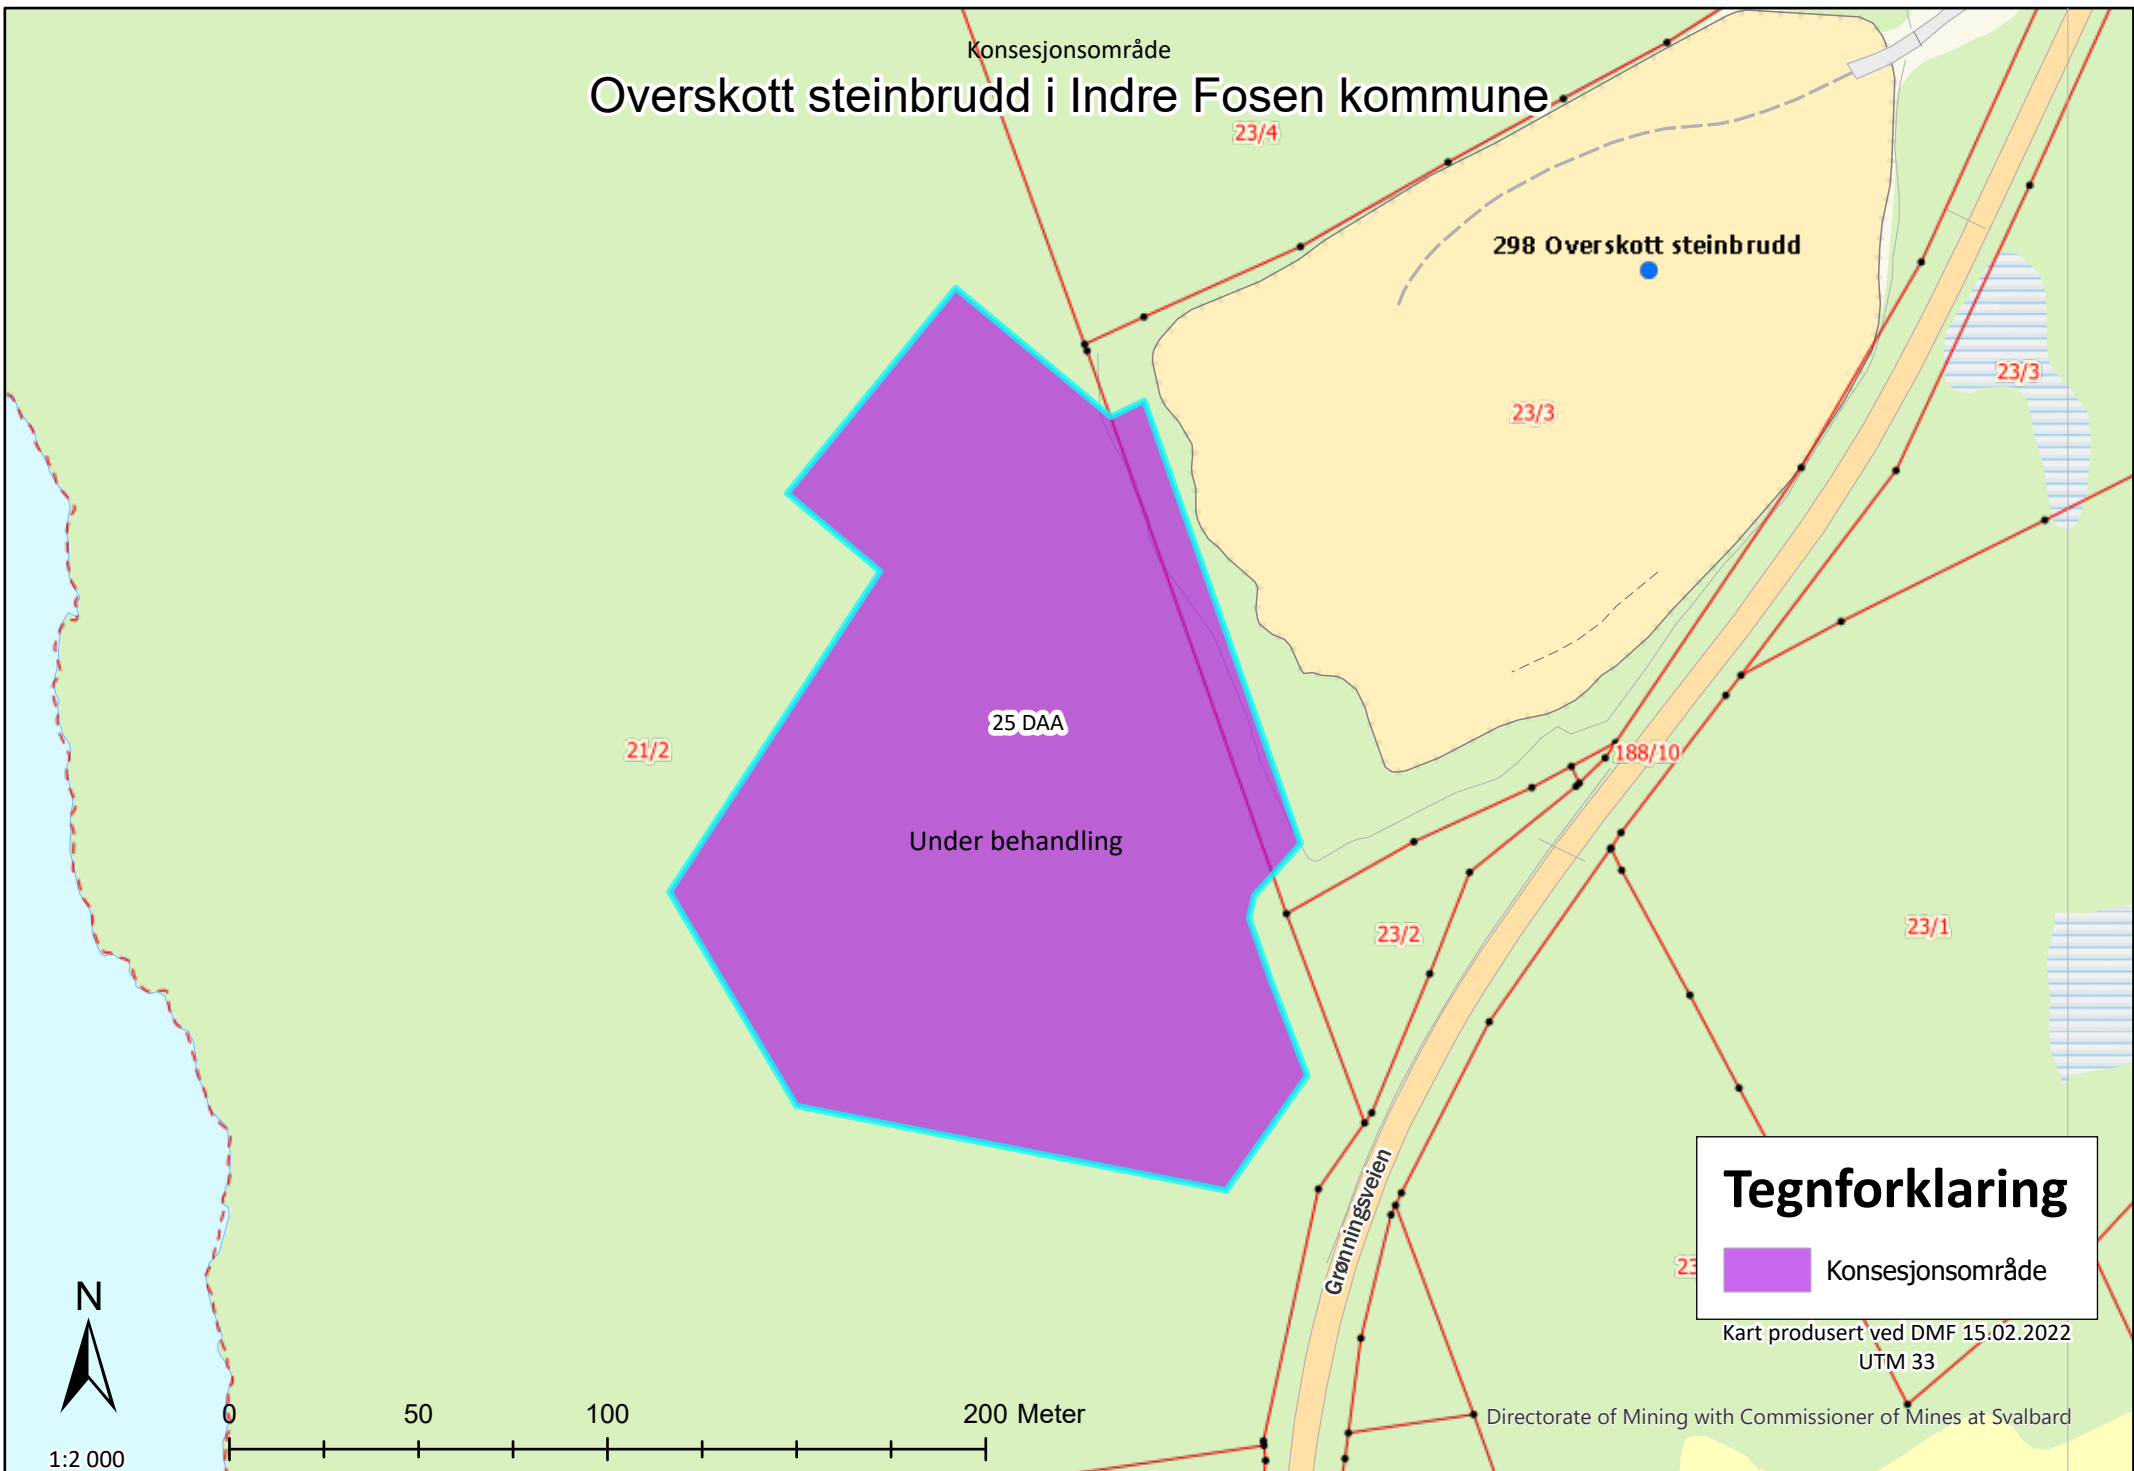 Konsesjonsområde
Overskott steinbrudd i Indre Fosen kommune
23/4
298 Overskott steinbrudd
23/3
23/3
25 DAA
21/2
188/10
Under behandling
23/2
23/1
Grønningsveien
Tegnforklaring
23
Konsesjonsområde
N
Kart produsert ved DMF 15.02.2022
UTM 33
0 50 100 200 Meter
Directorate of Mining with Commissioner of Mines at Svalbard
1:2 000